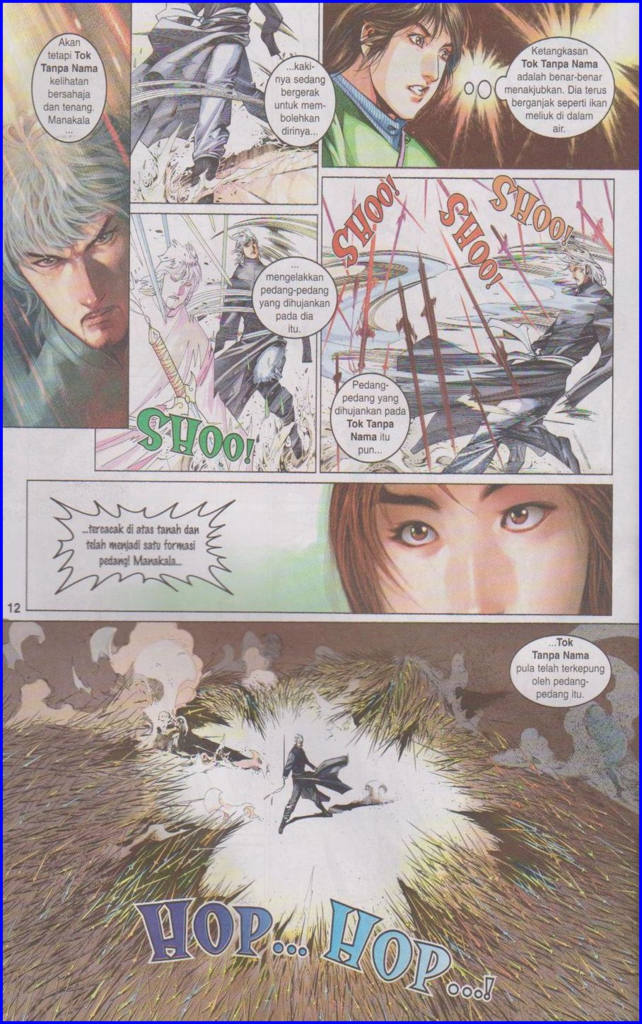 Akan
tetapi Tok
Tanpa Nama
kelihatan
bersahaja
dan tenang.
Manakala
...
...kaki-
nya sedang
bergerak
untuk mem-
bolehkan
dirinya...
Ketangkasan
Tok Tanpa Nama
adalah benar-benar
menakjubkan. Dia terus
berganjak seperti ikan
meliuk di dalam
air.
...
mengelakkan
pedang-pedang
yang dihujankan
pada dia
itu.
SHOO!
SHOO!
SHOO!
SHOO!
Pedang-
pedang yang
dihujankan pada
Tok Tanpa
Nama itu
pun...
...tercacak di atas tanah dan
telah menjadi satu formasi
pedang! Manakala...
12
...Tok
Tanpa Nama
pula telah terkepung
oleh pedang-
pedang itu.
HOP... HOP...!